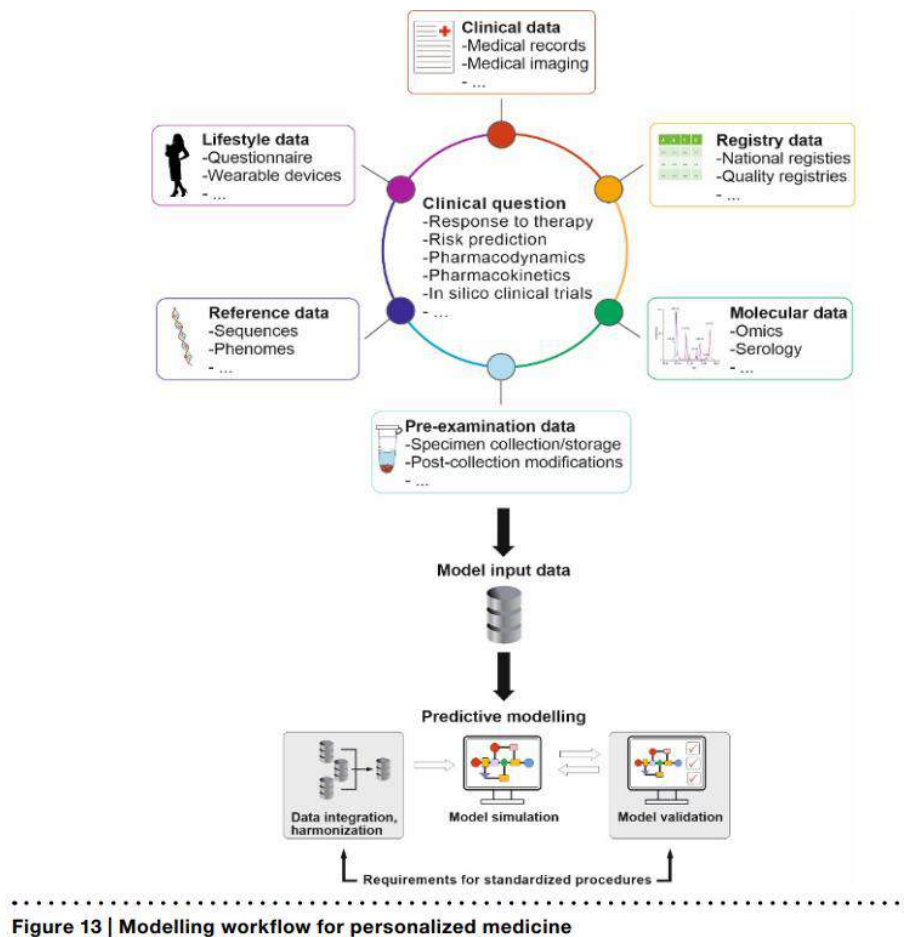 Clinical data
-Medical records
-Medical imaging
- ...
Lifestyle data
-Questionnaire
-Wearable devices
- ...
Registry data
-National registies
-Quality registries
- ...
Clinical question
-Response to therapy
-Risk prediction
-Pharmacodynamics
-Pharmacokinetics
-In silico clinical trials
- ...
Reference data
-Sequences
-Phenomes
- ...
Molecular data
-Omics
-Serology
- ...
Pre-examination data
-Specimen collection/storage
-Post-collection modifications
- ...
Model input data
Predictive modelling
Data integration,
harmonization
Model simulation
Model validation
Requirements for standardized procedures
Figure 13 | Modelling workflow for personalized medicine